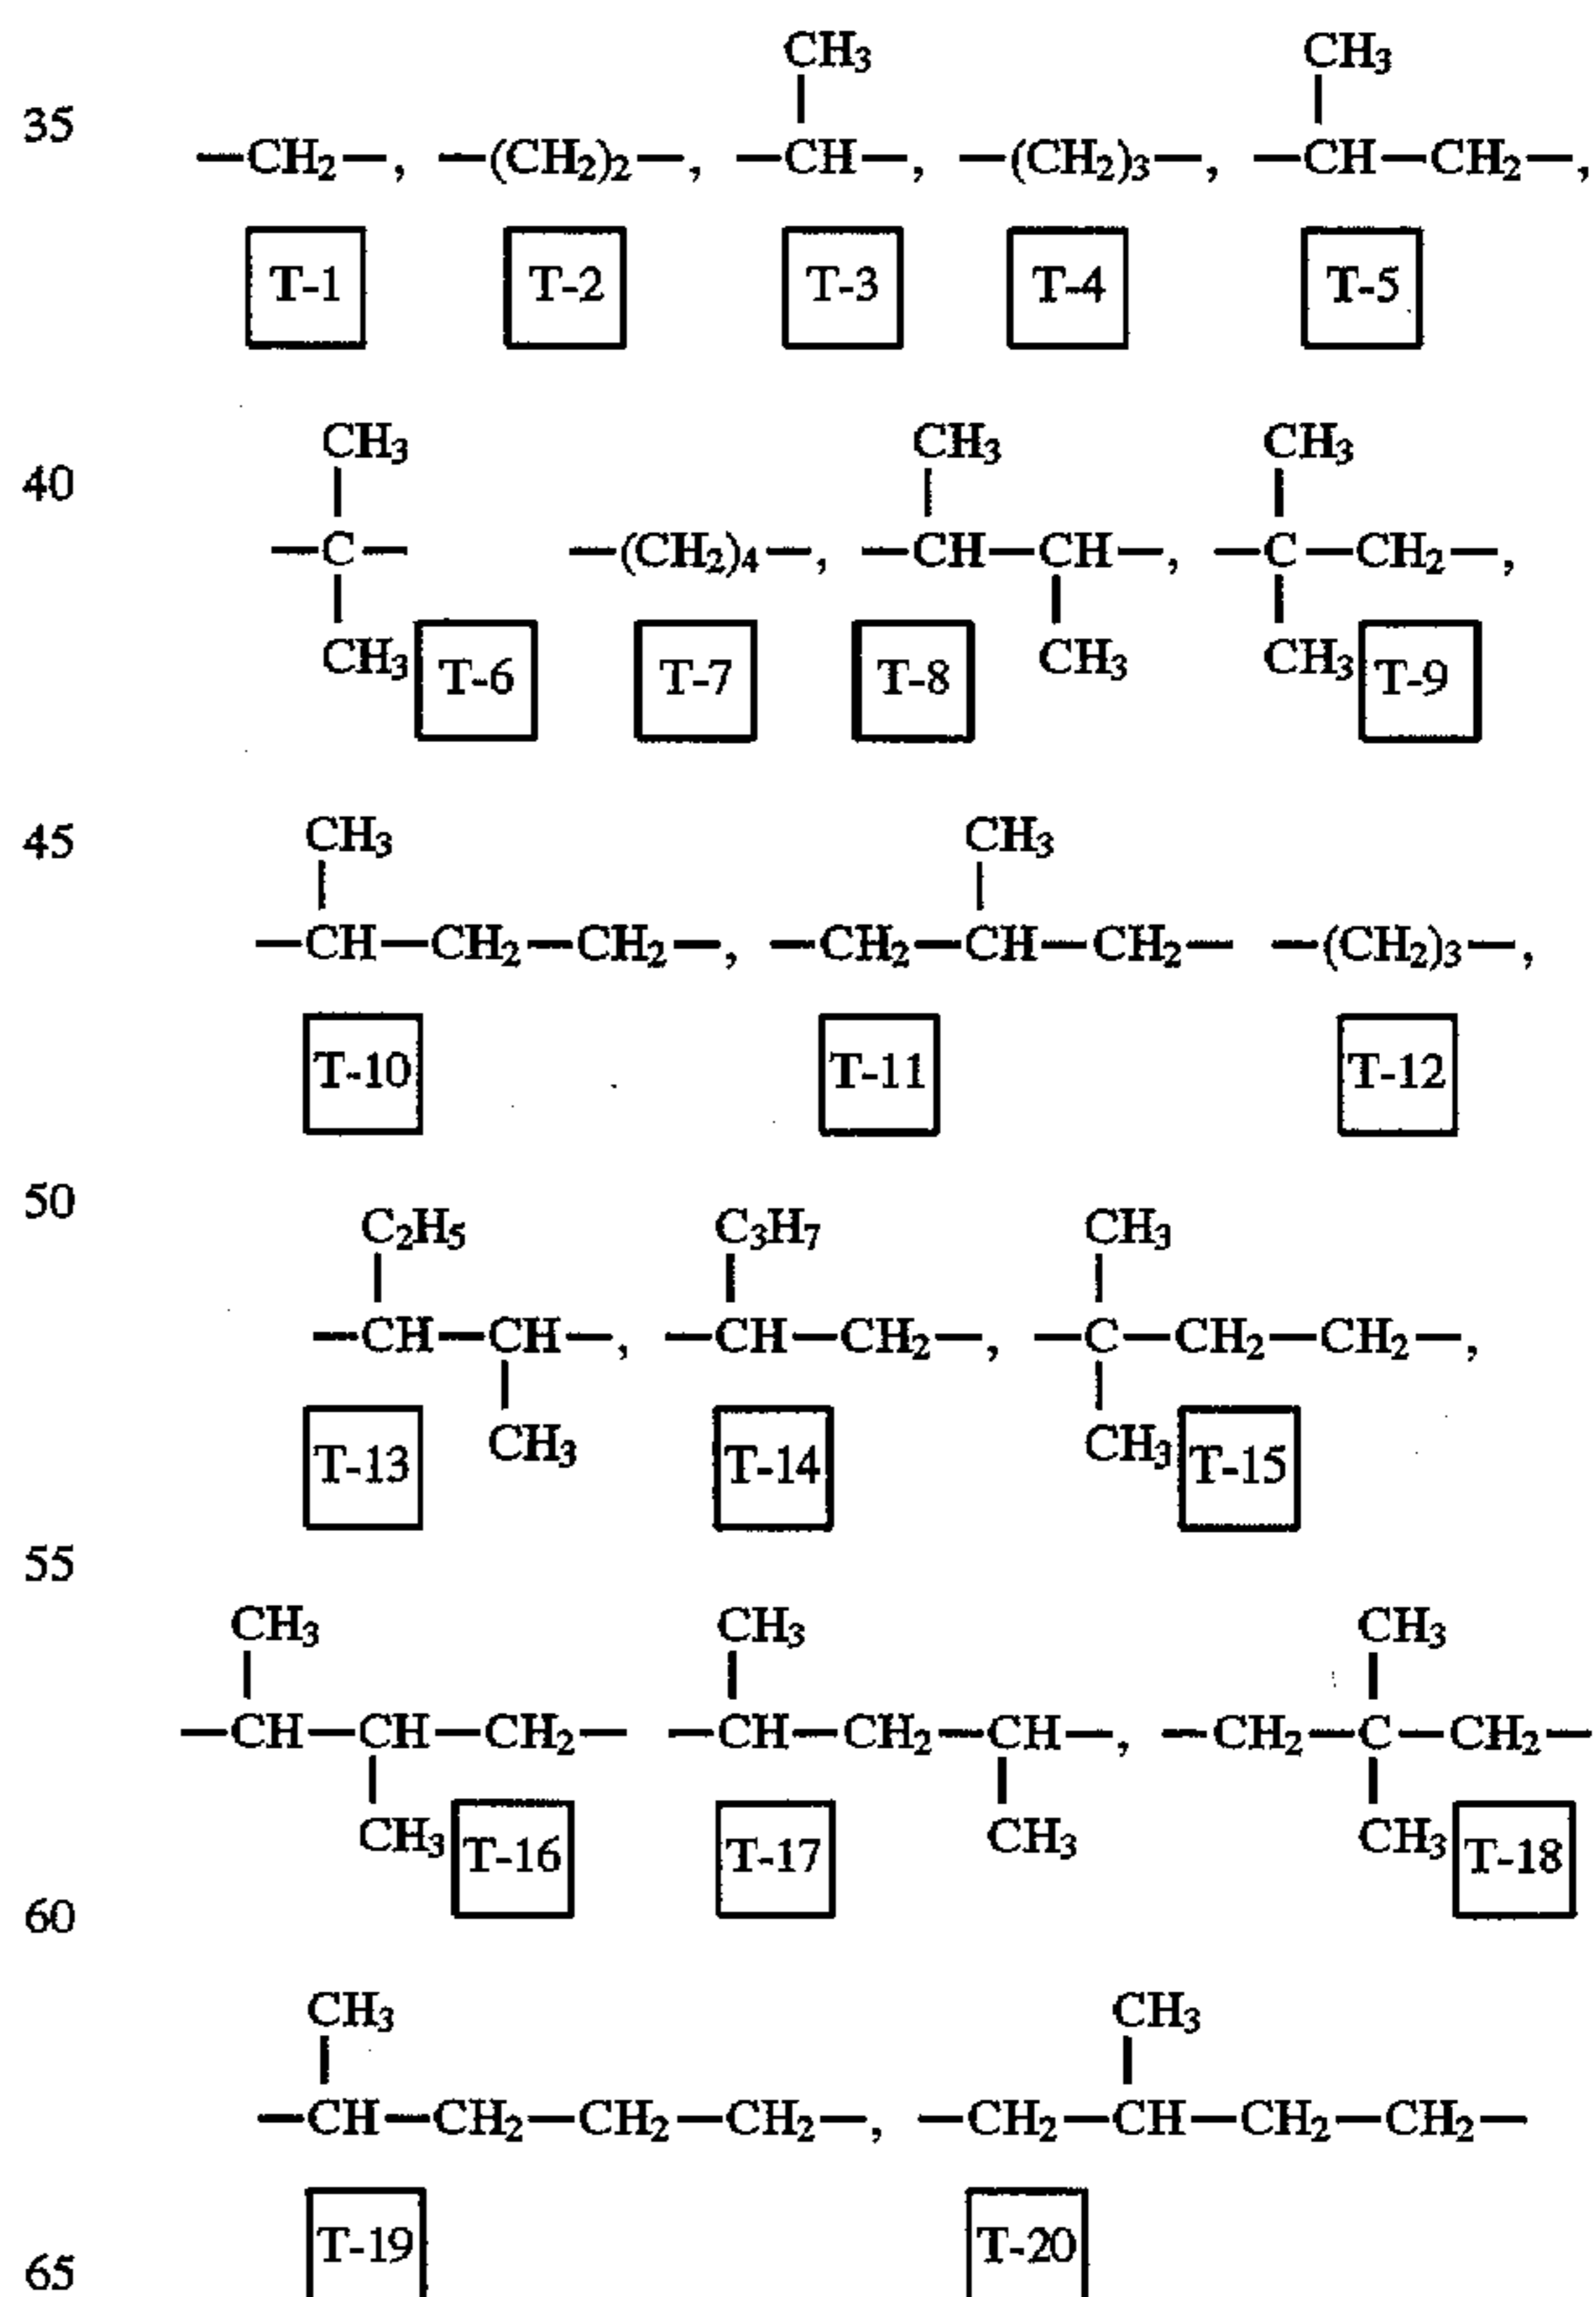 CH₃ CH₃
35 —CH₂—, —(CH₂)₂—, —CH—, —(CH₂)₃—, —CH—CH₂—,
T-1 T-2 T-3 T-4 T-5
CH₃ CH₃ CH₃
40 —C— —(CH₂)₄—, —CH—CH—, —C—CH₂—,
CH₃ CH₃ CH₃
T-6 T-7 T-8 T-9
45 CH₃ CH₃
—CH—CH₂—CH₂—, —CH₂—CH—CH₂— —(CH₂)₃—,
T-10 T-11 T-12
50 C₂H₅ C₃H₇ CH₃
—CH—CH—, —CH—CH₂—, —C—CH₂—CH₂—,
CH₃ CH₃
T-13 T-14 T-15
55
CH₃ CH₃ CH₃
—CH—CH—CH₂— —CH—CH₂—CH—, —CH₂—C—CH₂—
CH₃ CH₃ CH₃
T-16 T-17 T-18
60
CH₃ CH₃
—CH—CH₂—CH₂—CH₂—, —CH₂—CH—CH₂—CH₂—
65 T-19 T-20